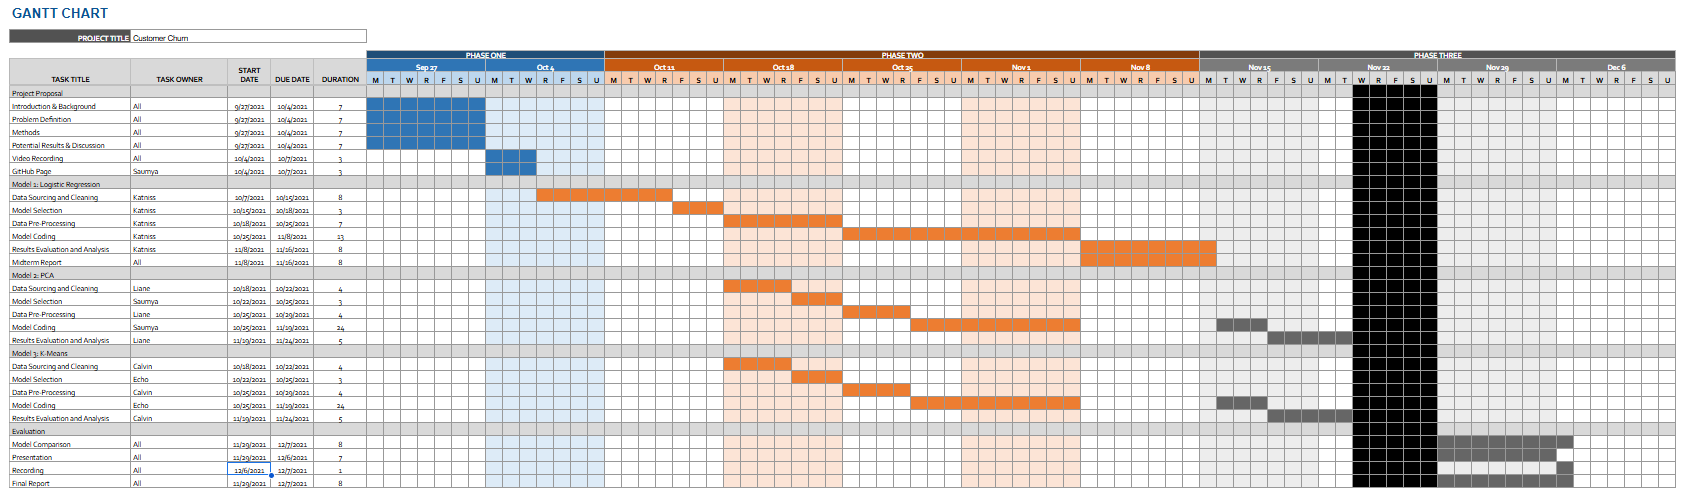 GANTT CHART
PROJECT TITLE Customer Churn
PHASE ONE PHASE TWO PHASE THREE
Sep 27 Oct 4 Oct 11 Oct 18 Oct 25 Nov 1 Nov 8 Nov 15 Nov 22 Nov 29 Dec 6
TASK TITLE TASK OWNER START DATE DUE DATE DURATION M T W R F S U M T W R F S U M T W R F S U M T W R F S U M T W R F S U M T W R F S U M T W R F S U M T W R F S U M T W R F S U M T W R F S U M T W R F S U
Project Proposal
Introduction & Background All 9/27/2021 10/4/2021 7
Problem Definition All 9/27/2021 10/4/2021 7
Methods All 9/27/2021 10/4/2021 7
Potential Results & Discussion All 9/27/2021 10/4/2021 7
Video Recording All 10/4/2021 10/7/2021 3
GitHub Page Saumya 10/4/2021 10/7/2021 3
Model 1: Logistic Regression
Data Sourcing and Cleaning Katniss 10/7/2021 10/15/2021 8
Model Selection Katniss 10/15/2021 10/18/2021 3
Data Pre-Processing Katniss 10/18/2021 10/25/2021 7
Model Coding Katniss 10/25/2021 11/8/2021 13
Results Evaluation and Analysis Katniss 11/8/2021 11/16/2021 8
Midterm Report All 11/8/2021 11/16/2021 8
Model 2: PCA
Data Sourcing and Cleaning Liane 10/18/2021 10/22/2021 4
Model Selection Saumya 10/22/2021 10/25/2021 3
Data Pre-Processing Liane 10/25/2021 10/29/2021 4
Model Coding Saumya 10/25/2021 11/19/2021 24
Results Evaluation and Analysis Liane 11/19/2021 11/24/2021 5
Model 3: K-Means
Data Sourcing and Cleaning Calvin 10/18/2021 10/22/2021 4
Model Selection Echo 10/22/2021 10/25/2021 3
Data Pre-Processing Calvin 10/25/2021 10/29/2021 4
Model Coding Echo 10/25/2021 11/19/2021 24
Results Evaluation and Analysis Calvin 11/19/2021 11/24/2021 5
Evaluation
Model Comparison All 11/29/2021 12/7/2021 8
Presentation All 11/29/2021 12/6/2021 7
Recording All 12/6/2021 12/7/2021 1
Final Report All 11/29/2021 12/7/2021 8